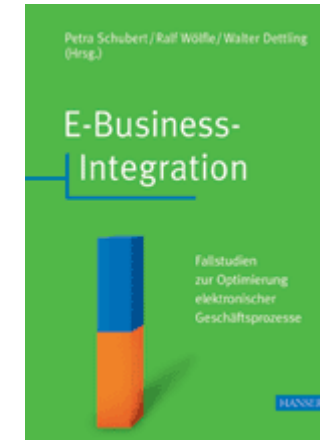 Petra Schubert/Ralf Wölfle/Walter Dettling
(Hrsg.)
E-Business-
Integration
Fallstudien
zur Optimierung
elektronischer
Geschäftsprozesse
HANSER